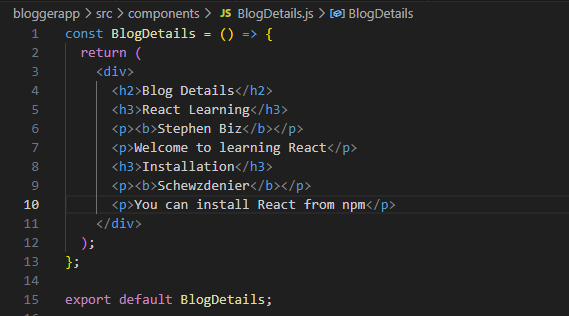 bloggerapp > src > components > JS BlogDetails.js > BlogDetails
1 const BlogDetails = () => {
2   return (
3     <div>
4       <h2>Blog Details</h2>
5       <h3>React Learning</h3>
6       <p><b>Stephen Biz</b></p>
7       <p>Welcome to learning React</p>
8       <h3>Installation</h3>
9       <p><b>Schewzdenier</b></p>
10       <p>You can install React from npm</p>
11     </div>
12   );
13 };
14
15 export default BlogDetails;